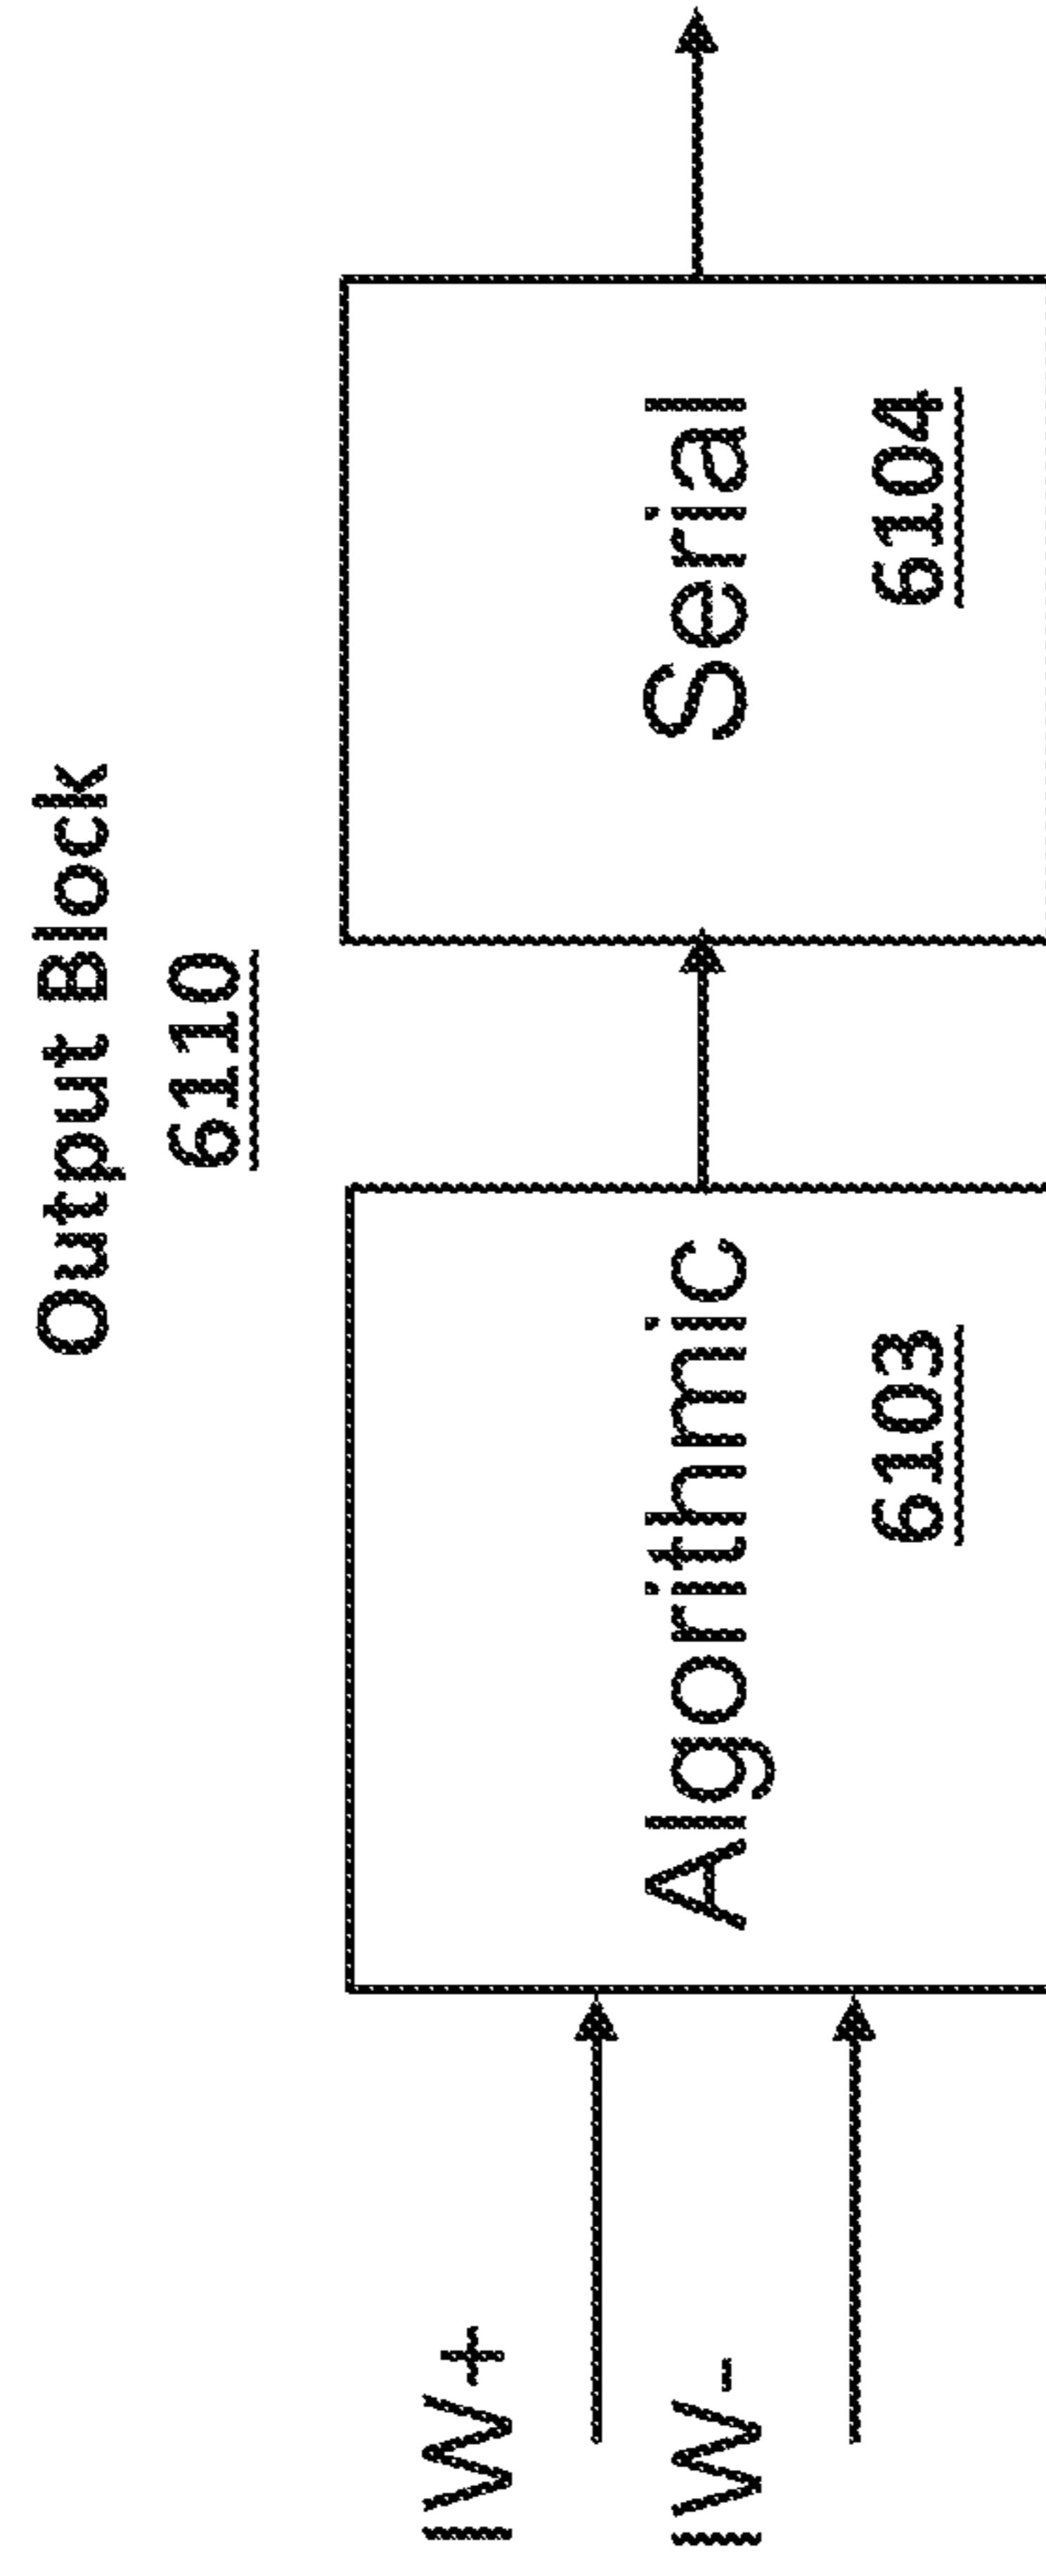 Output Block
6110
IW+
IW-
Algorithmic
6103
Serial
6104